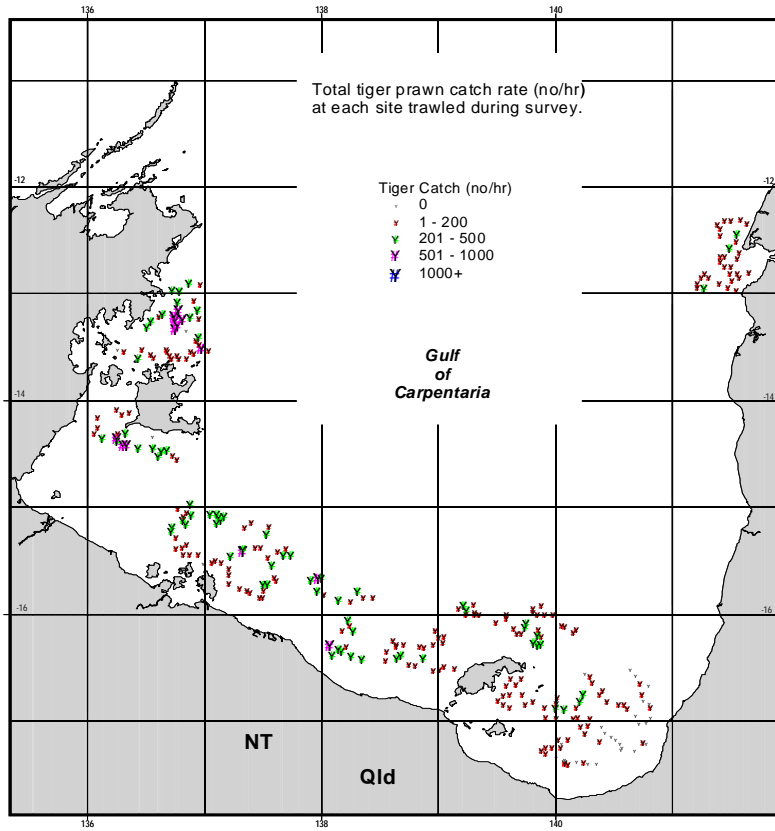 136
138
140
Total tiger prawn catch rate (no/hr)
at each site trawled during survey.
-12
-12
Tiger Catch (no/hr)
0
1 - 200
201 - 500
501 - 1000
1000+
Gulf
of
Carpentaria
-14
-14
-16
-16
NT
Qld
136
138
140